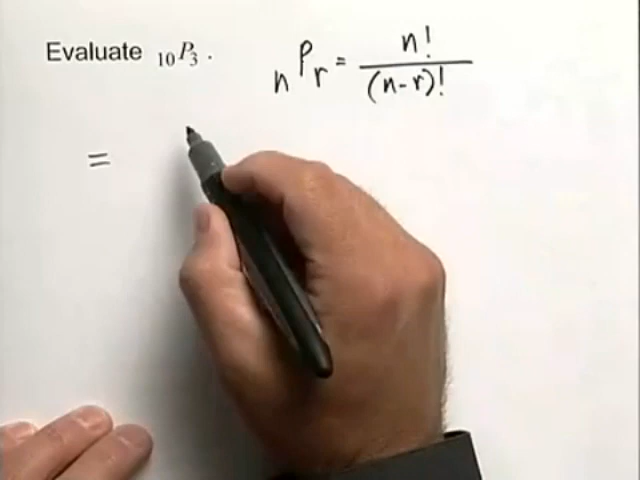 Evaluate ₁₀P₃ .
ₙPᵣ = n! / (n-r)!
=